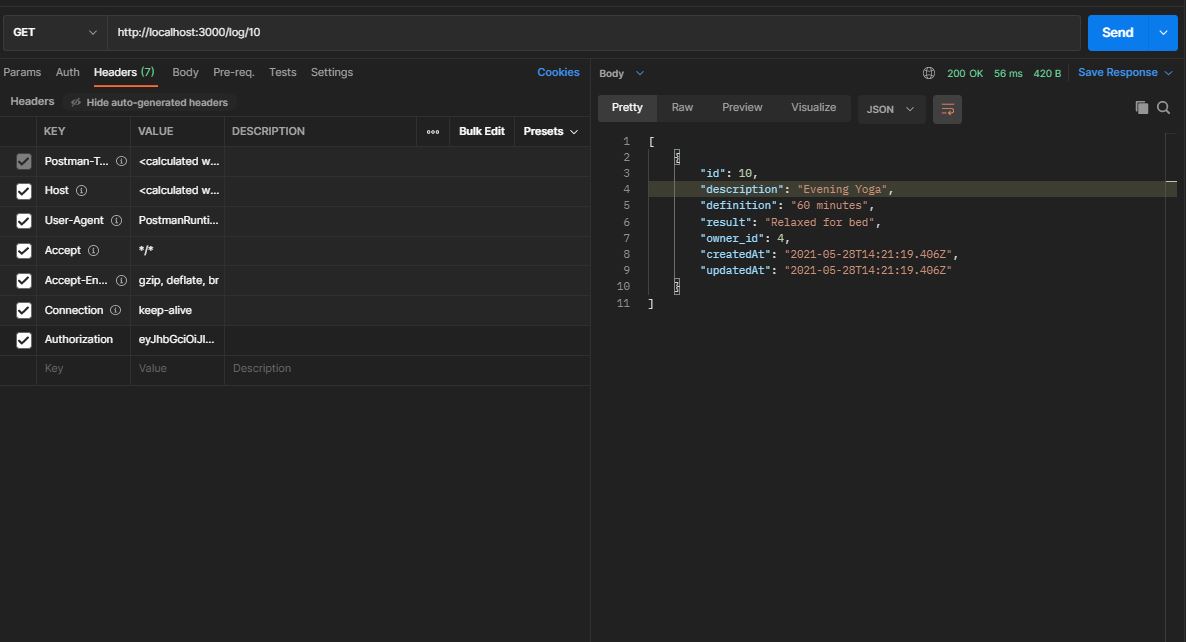 GET http://localhost:3000/log/10 Send
Params Auth Headers (7) Body Pre-req. Tests Settings Cookies
Headers Hide auto-generated headers
KEY VALUE DESCRIPTION ooo Bulk Edit Presets
Postman-T... <calculated w...
Host <calculated w...
User-Agent PostmanRunti...
Accept */*
Accept-En... gzip, deflate, br
Connection keep-alive
Authorization eyJhbGciOiJI...
Key Value Description
Body 200 OK 56 ms 420 B Save Response
Pretty Raw Preview Visualize JSON
1 [
2 {
3 "id": 10,
4 "description": "Evening Yoga",
5 "definition": "60 minutes",
6 "result": "Relaxed for bed",
7 "owner_id": 4,
8 "createdAt": "2021-05-28T14:21:19.406Z",
9 "updatedAt": "2021-05-28T14:21:19.406Z"
10 }
11 ]